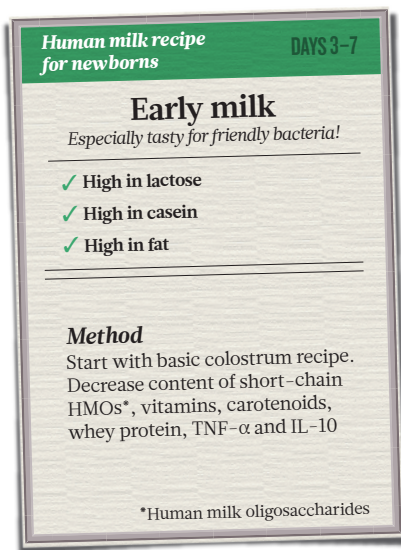 Human milk recipe
for newborns
DAYS 3–7
Early milk
Especially tasty for friendly bacteria!
✓ High in lactose
✓ High in casein
✓ High in fat
Method
Start with basic colostrum recipe.
Decrease content of short-chain
HMOs*, vitamins, carotenoids,
whey protein, TNF-α and IL-10
*Human milk oligosaccharides